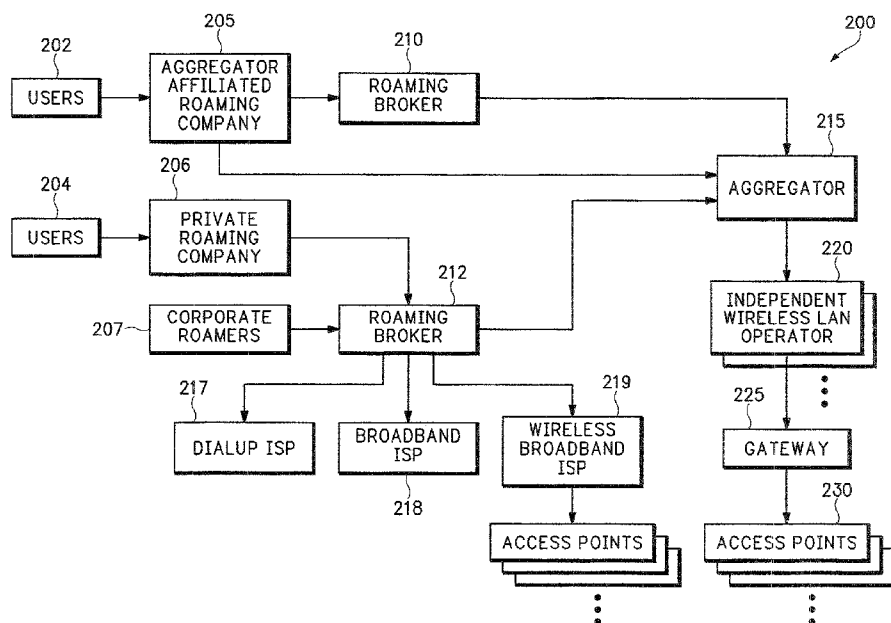 200
202
USERS
205
AGGREGATOR
AFFILIATED
ROAMING
COMPANY
210
ROAMING
BROKER
215
AGGREGATOR
204
USERS
206
PRIVATE
ROAMING
COMPANY
207
CORPORATE
ROAMERS
212
ROAMING
BROKER
220
INDEPENDENT
WIRELESS LAN
OPERATOR
217
DIALUP ISP
BROADBAND
ISP
218
219
WIRELESS
BROADBAND
ISP
225
GATEWAY
ACCESS POINTS
230
ACCESS POINTS